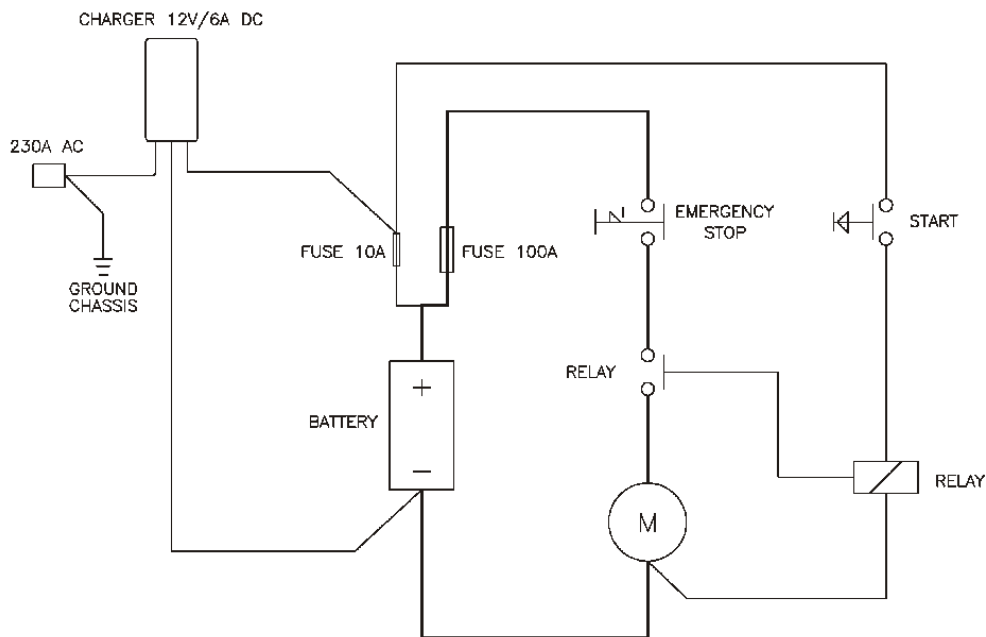 CHARGER 12V/6A DC
230A AC
GROUND
CHASSIS
FUSE 10A
FUSE 100A
EMERGENCY
STOP
START
RELAY
+
BATTERY
−
M
RELAY